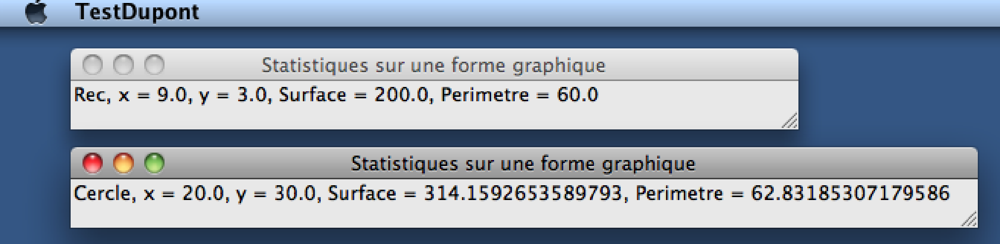 TestDupont
Statistiques sur une forme graphique
Rec, x = 9.0, y = 3.0, Surface = 200.0, Perimetre = 60.0
Statistiques sur une forme graphique
Cercle, x = 20.0, y = 30.0, Surface = 314.1592653589793, Perimetre = 62.83185307179586